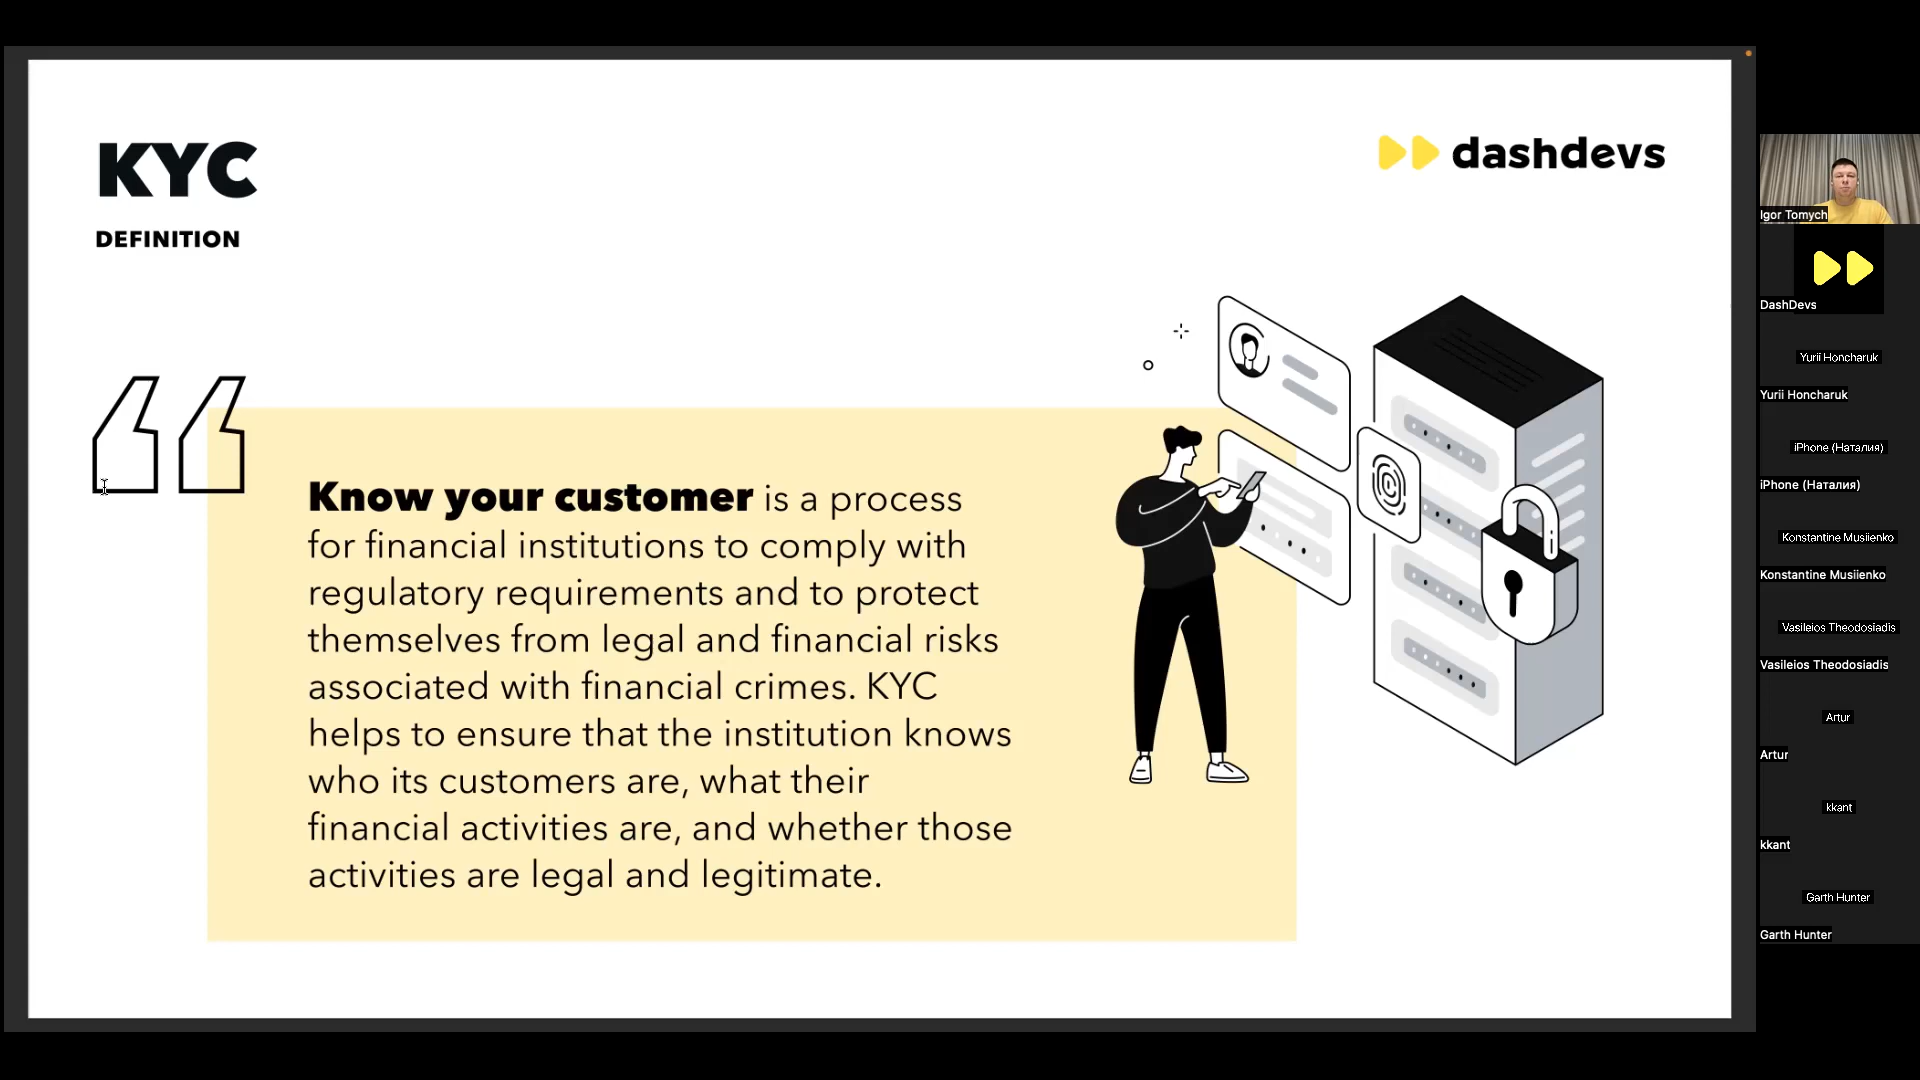 KYC
DEFINITION
dashdevs
Know your customer is a process
for financial institutions to comply with
regulatory requirements and to protect
themselves from legal and financial risks
associated with financial crimes. KYC
helps to ensure that the institution knows
who its customers are, what their
financial activities are, and whether those
activities are legal and legitimate.
Igor Tomych
DashDevs
Yurii Honcharuk
Yurii Honcharuk
iPhone (Наталия)
iPhone (Наталия)
Konstantine Musiienko
Konstantine Musiienko
Vasileios Theodosiadis
Vasileios Theodosiadis
Artur
Artur
kkant
kkant
Garth Hunter
Garth Hunter